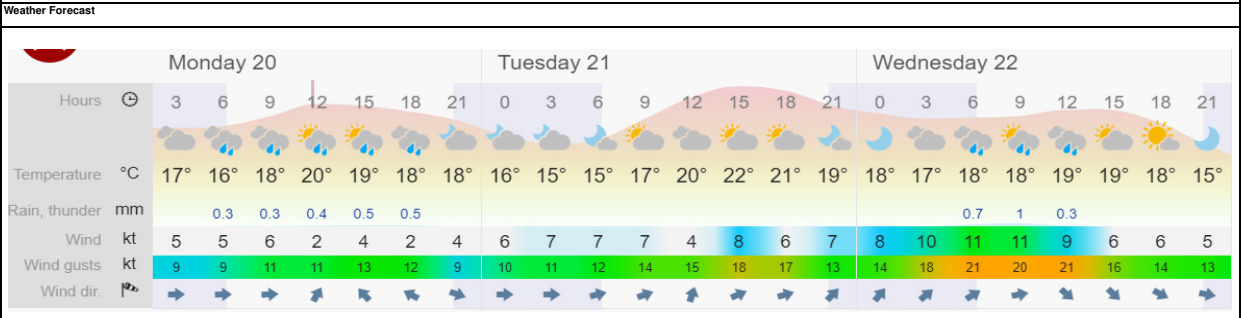 Weather Forecast
Monday 20 Tuesday 21 Wednesday 22
Hours 3 6 9 12 15 18 21 0 3 6 9 12 15 18 21 0 3 6 9 12 15 18 21
Temperature °C 17° 16° 18° 20° 19° 18° 18° 16° 15° 15° 17° 20° 22° 21° 19° 18° 17° 18° 18° 19° 19° 18° 15°
Rain, thunder mm 0.3 0.3 0.4 0.5 0.5 0.7 1 0.3
Wind kt 5 5 6 2 4 2 4 6 7 7 7 4 8 6 7 8 10 11 11 9 6 6 5
Wind gusts kt 9 9 11 11 13 12 9 10 11 12 14 15 18 17 13 14 18 21 20 21 16 14 13
Wind dir.